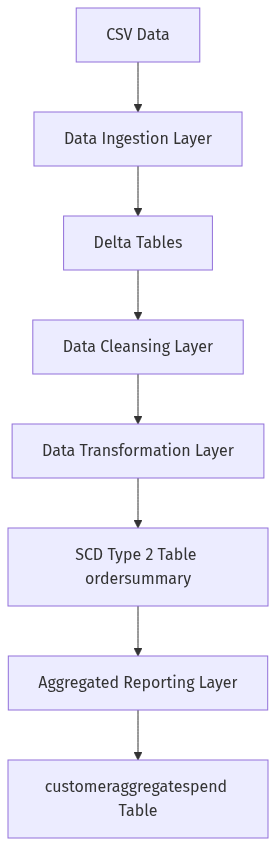 CSV Data
Data Ingestion Layer
Delta Tables
Data Cleansing Layer
Data Transformation Layer
SCD Type 2 Table
ordersummary
Aggregated Reporting Layer
customeraggregatespend
Table